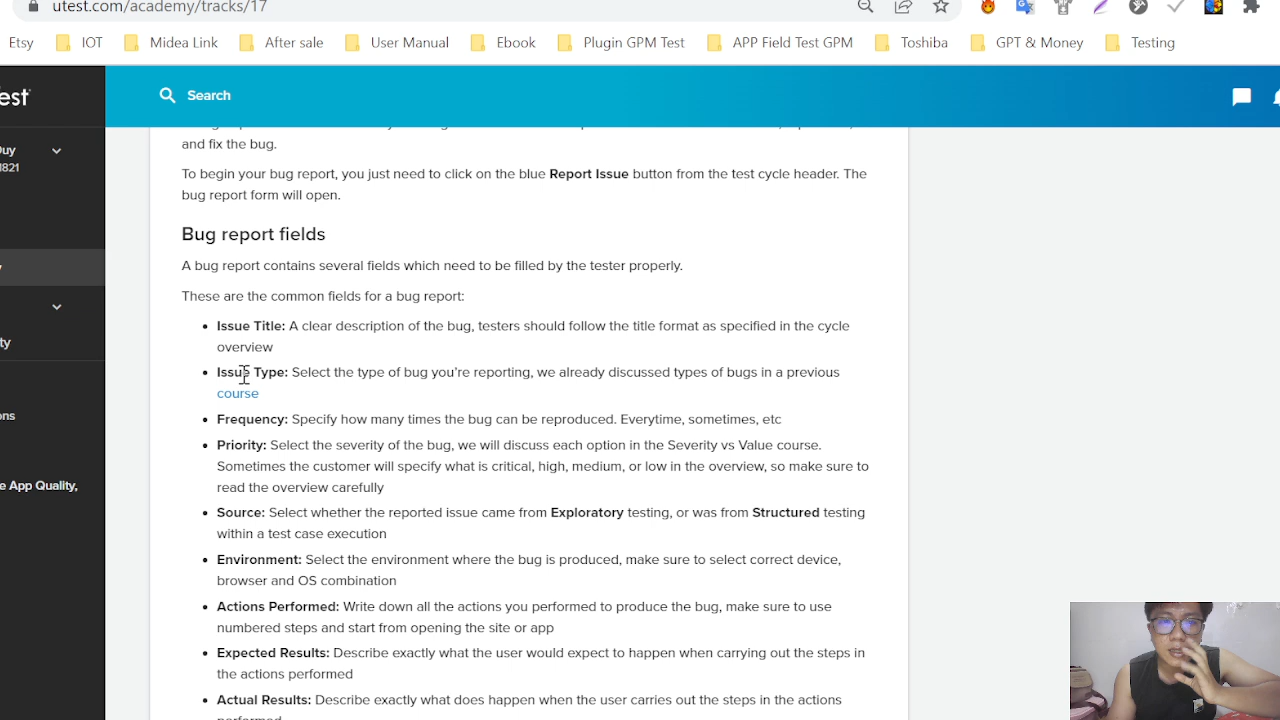 utest.com/academy/tracks/17
Etsy IOT Midea Link After sale User Manual Ebook Plugin GPM Test APP Field Test GPM Toshiba GPT & Money Testing
est
Search
uy
1821
and fix the bug.
To begin your bug report, you just need to click on the blue Report Issue button from the test cycle header. The
bug report form will open.
Bug report fields
A bug report contains several fields which need to be filled by the tester properly.
These are the common fields for a bug report:
Issue Title: A clear description of the bug, testers should follow the title format as specified in the cycle
overview
ty
Issue Type: Select the type of bug you're reporting, we already discussed types of bugs in a previous
course
ons
Frequency: Specify how many times the bug can be reproduced. Everytime, sometimes, etc
Priority: Select the severity of the bug, we will discuss each option in the Severity vs Value course.
Sometimes the customer will specify what is critical, high, medium, or low in the overview, so make sure to
read the overview carefully
e App Quality,
Source: Select whether the reported issue came from Exploratory testing, or was from Structured testing
within a test case execution
Environment: Select the environment where the bug is produced, make sure to select correct device,
browser and OS combination
Actions Performed: Write down all the actions you performed to produce the bug, make sure to use
numbered steps and start from opening the site or app
Expected Results: Describe exactly what the user would expect to happen when carrying out the steps in
the actions performed
Actual Results: Describe exactly what does happen when the user carries out the steps in the actions
performed